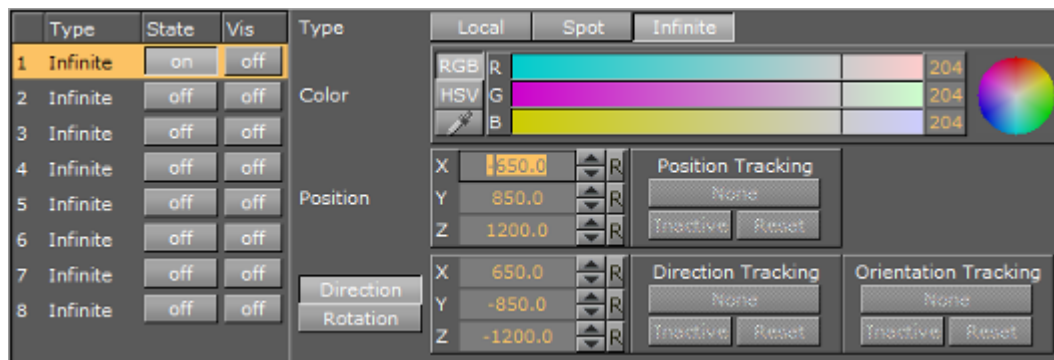 Type State Vis
1 Infinite on off
2 Infinite off off
3 Infinite off off
4 Infinite off off
5 Infinite off off
6 Infinite off off
7 Infinite off off
8 Infinite off off
Type Local Spot Infinite
Color
RGB R 204
HSV G 204
B 204
Position
X -650.0 R
Y 850.0 R
Z 1200.0 R
Position Tracking
None
Inactive Reset
Direction
Rotation
X 650.0 R
Y -850.0 R
Z -1200.0 R
Direction Tracking
None
Inactive Reset
Orientation Tracking
None
Inactive Reset